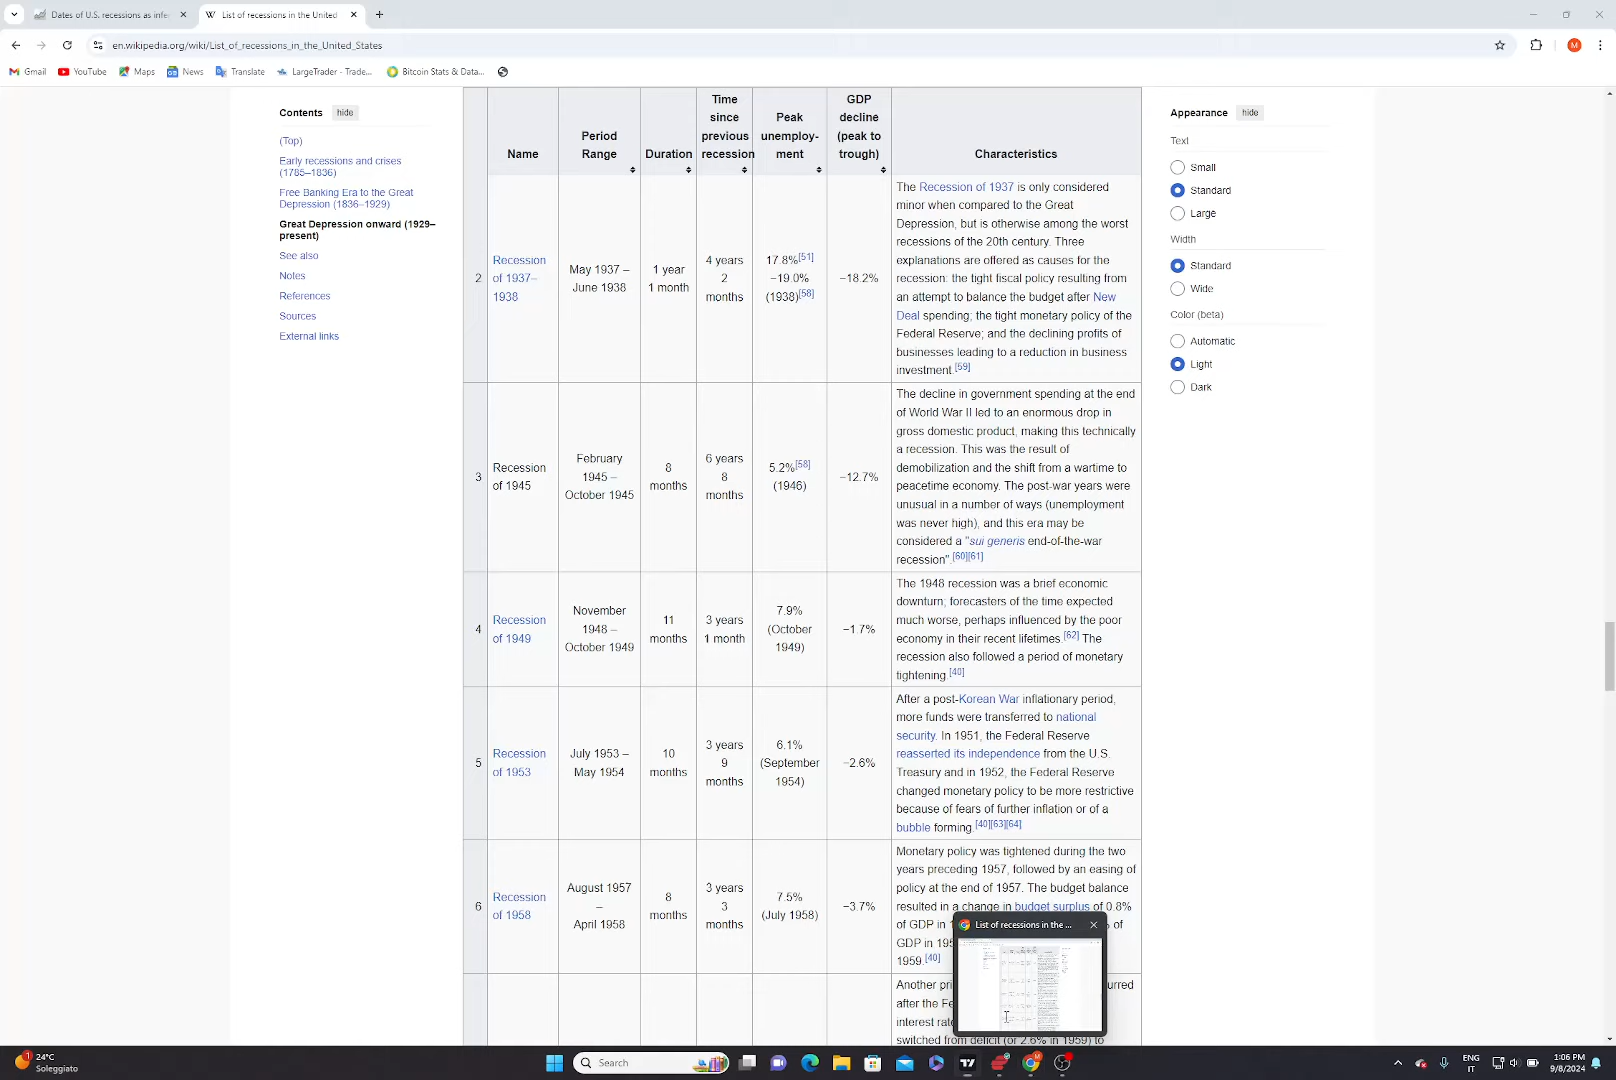 Dates of U.S. recessions as infe
List of recessions in the United
en.wikipedia.org/wiki/List_of_recessions_in_the_United_States
M
Gmail
YouTube
Maps
News
Translate
LargeTrader - Trade...
Bitcoin Stats & Data...
Contents
hide
(Top)
Early recessions and crises
(1785–1836)
Free Banking Era to the Great
Depression (1836–1929)
Great Depression onward (1929–
present)
See also
Notes
References
Sources
External links
Name
Period
Range
Duration
Time
since
previous
recession
Peak
unemploy-
ment
GDP
decline
(peak to
trough)
Characteristics
2
Recession
of 1937–
1938
May 1937 –
June 1938
1 year
1 month
4 years
2
months
17.8%[51]
–19.0%
(1938)[58]
−18.2%
The Recession of 1937 is only considered
minor when compared to the Great
Depression, but is otherwise among the worst
recessions of the 20th century. Three
explanations are offered as causes for the
recession: the tight fiscal policy resulting from
an attempt to balance the budget after New
Deal spending; the tight monetary policy of the
Federal Reserve; and the declining profits of
businesses leading to a reduction in business
investment.[59]
3
Recession
of 1945
February
1945 –
October 1945
8
months
6 years
8
months
5.2%[58]
(1946)
−12.7%
The decline in government spending at the end
of World War II led to an enormous drop in
gross domestic product, making this technically
a recession. This was the result of
demobilization and the shift from a wartime to
peacetime economy. The post-war years were
unusual in a number of ways (unemployment
was never high), and this era may be
considered a "sui generis end-of-the-war
recession".[60][61]
4
Recession
of 1949
November
1948 –
October 1949
11
months
3 years
1 month
7.9%
(October
1949)
−1.7%
The 1948 recession was a brief economic
downturn; forecasters of the time expected
much worse, perhaps influenced by the poor
economy in their recent lifetimes.[62] The
recession also followed a period of monetary
tightening.[40]
5
Recession
of 1953
July 1953 –
May 1954
10
months
3 years
9
months
6.1%
(September
1954)
−2.6%
After a post-Korean War inflationary period,
more funds were transferred to national
security. In 1951, the Federal Reserve
reasserted its independence from the U.S.
Treasury and in 1952, the Federal Reserve
changed monetary policy to be more restrictive
because of fears of further inflation or of a
bubble forming.[40][63][64]
6
Recession
of 1958
August 1957
–
April 1958
8
months
3 years
3
months
7.5%
(July 1958)
−3.7%
Monetary policy was tightened during the two
years preceding 1957, followed by an easing of
policy at the end of 1957. The budget balance
resulted in a change in budget surplus of 0.8%
of GDP in 1 of
GDP in 195
1959.[40]
Another pri urred
after the Fe
interest rat
switched from deficit (or 2.6% in 1959) to
List of recessions in the ...
Appearance
hide
Text
Small
Standard
Large
Width
Standard
Wide
Color (beta)
Automatic
Light
Dark
1
24°C
Soleggiato
Search
ENG
IT
1:06 PM
9/8/2024